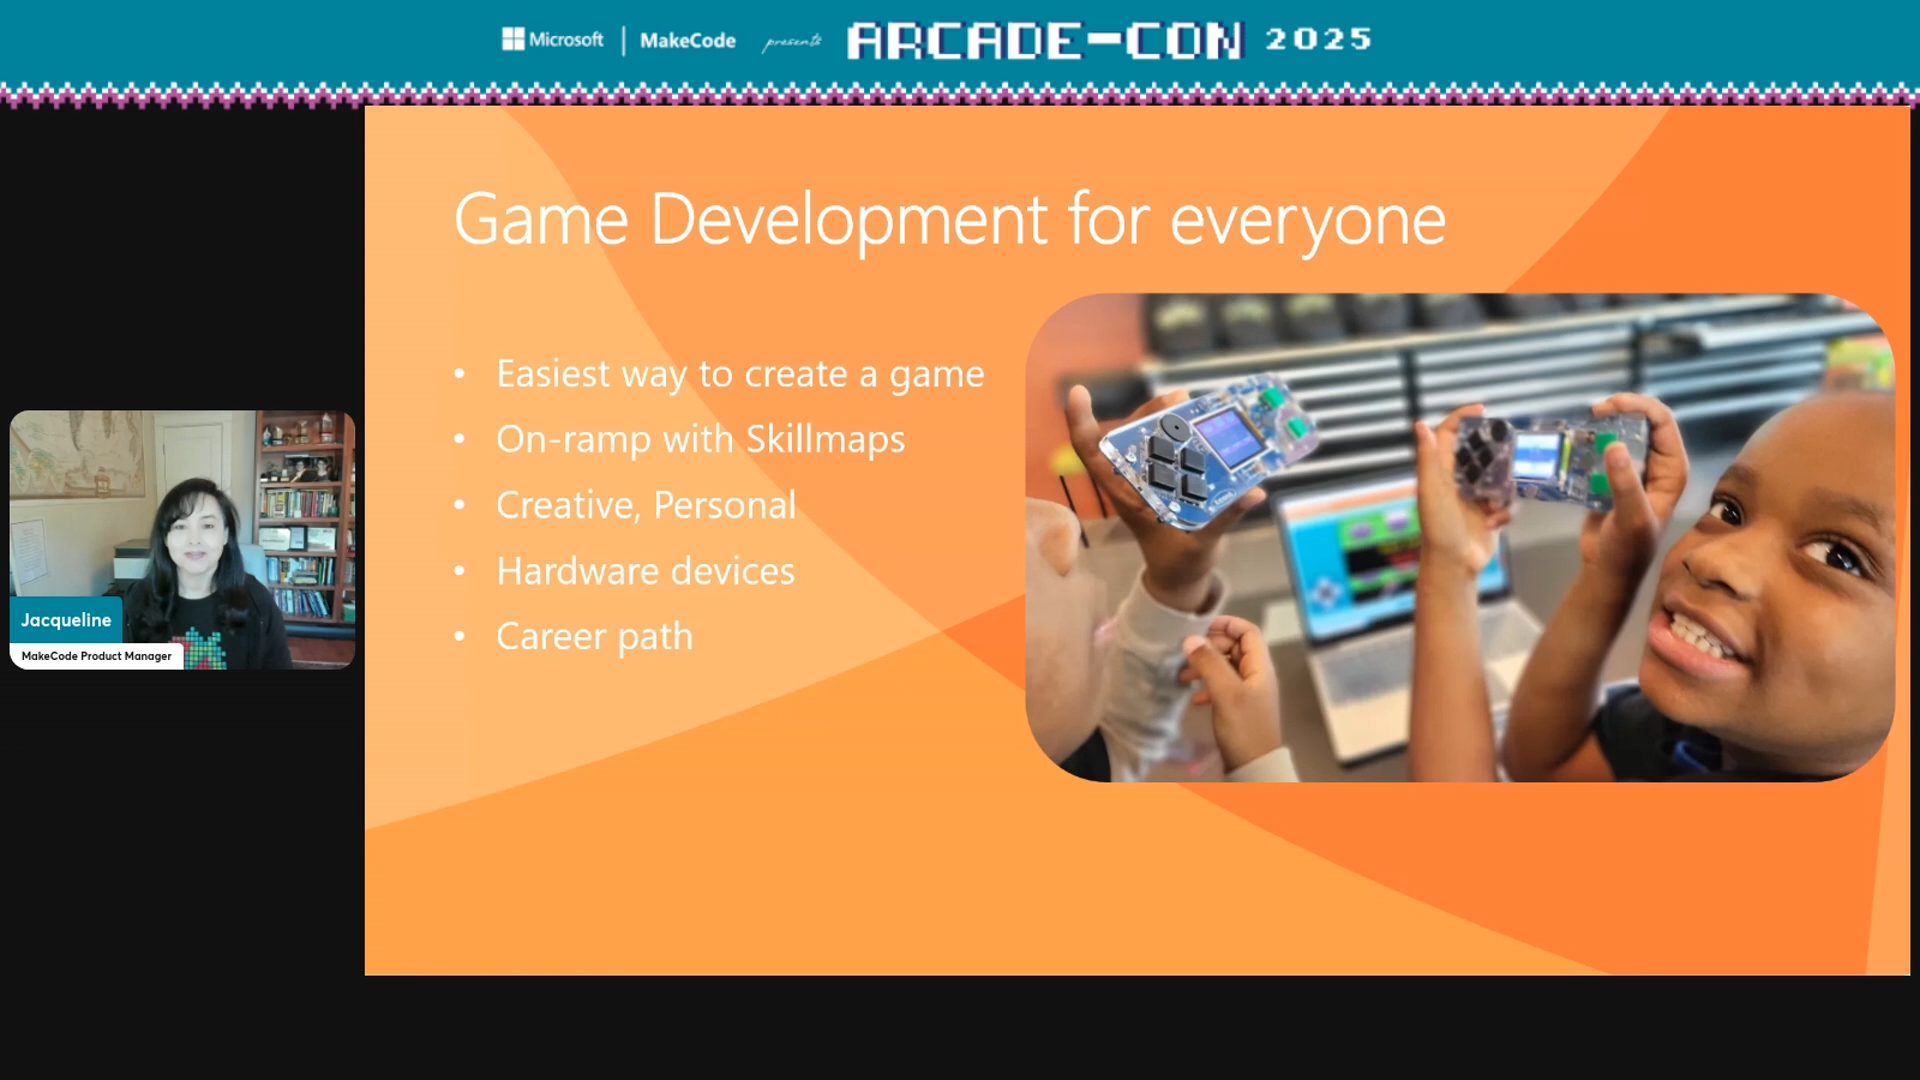 Microsoft | MakeCode presents ARCADE-CON 2025
Game Development for everyone
• Easiest way to create a game
• On-ramp with Skillmaps
• Creative, Personal
• Hardware devices
• Career path
Jacqueline
MakeCode Product Manager